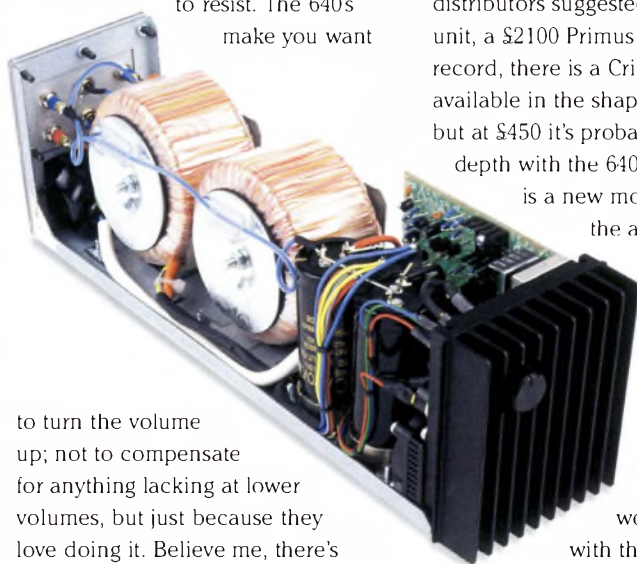 to resist. The 640's
make you want
to turn the volume
up; not to compensate
for anything lacking at lower
volumes, but just because they
love doing it. Believe me, there's
distributors suggested
unit, a £2100 Primus
record, there is a Cri
available in the shap
but at £450 it's proba
depth with the 640
is a new mo
the a
wo
with th